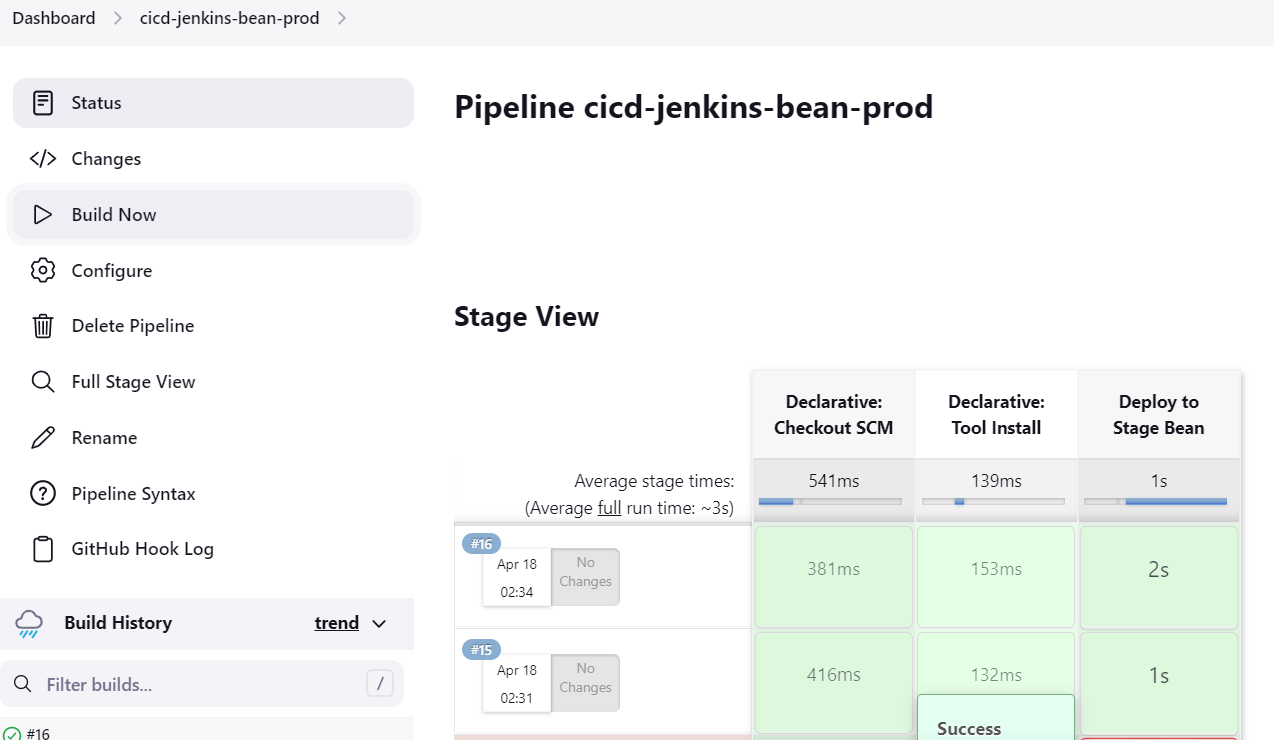 Dashboard
cicd-jenkins-bean-prod
Status
Changes
Build Now
Configure
Delete Pipeline
Full Stage View
Rename
Pipeline Syntax
GitHub Hook Log
Build History
trend
Filter builds...
/
#16
Pipeline cicd-jenkins-bean-prod
Stage View
Declarative:
Checkout SCM
Declarative:
Tool Install
Deploy to
Stage Bean
Average stage times:
(Average full run time: ~3s)
541ms
139ms
1s
#16
Apr 18
02:34
No
Changes
381ms
153ms
2s
#15
Apr 18
02:31
No
Changes
416ms
132ms
1s
Success